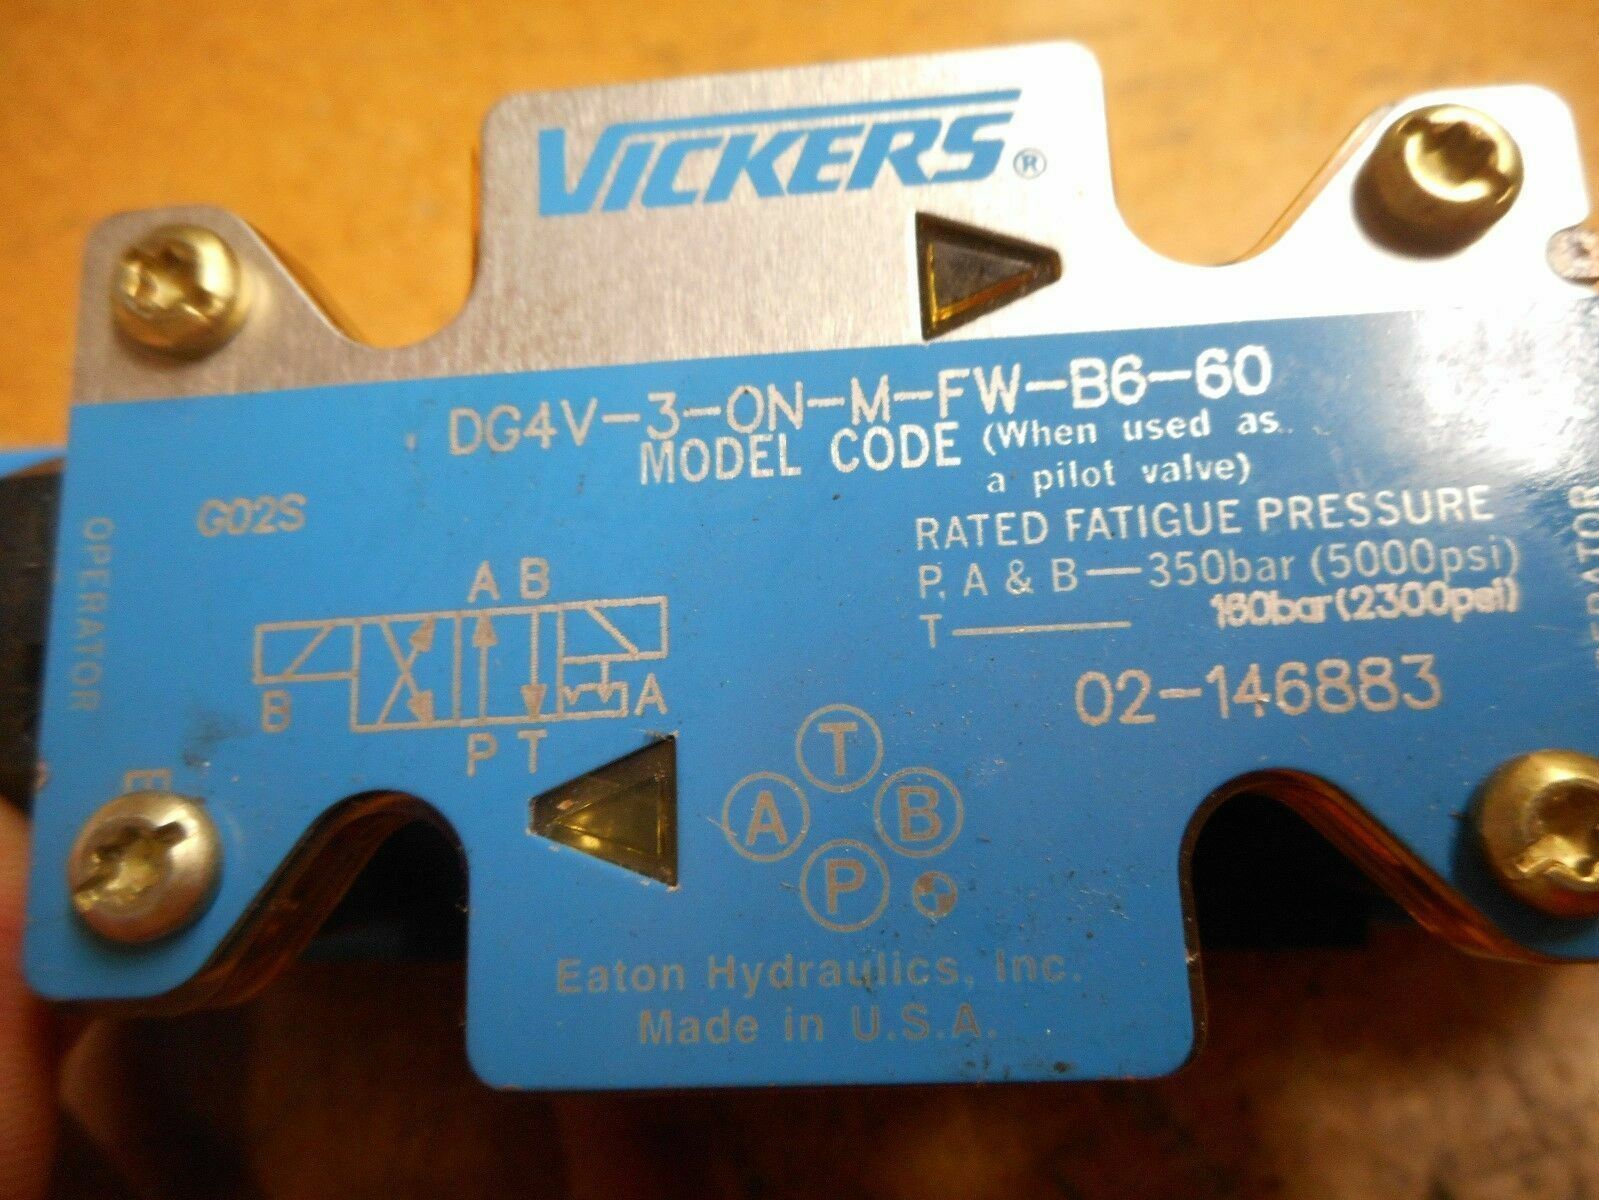 VICKERS®
DG4V-3-0N-M-FW-B6-60
MODEL CODE (When used as
a pilot valve)
G02S
RATED FATIGUE PRESSURE
P, A & B—350bar (5000psi)
T— 160bar(2300psi)
02-146883
OPERATOR
A B
B
A
P T
T
A
B
P
Eaton Hydraulics, Inc.
Made in U.S.A.